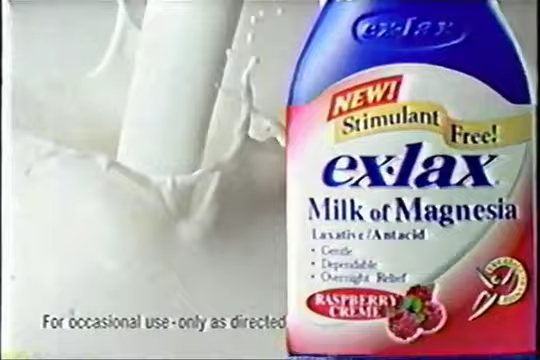 ex·lax
NEW!
Stimulant Free!
ex·lax
Milk of Magnesia
Laxative/Antacid
• Gentle
• Dependable
• Overnight Relief
RASPBERRY
CREME
For occasional use-only as directed